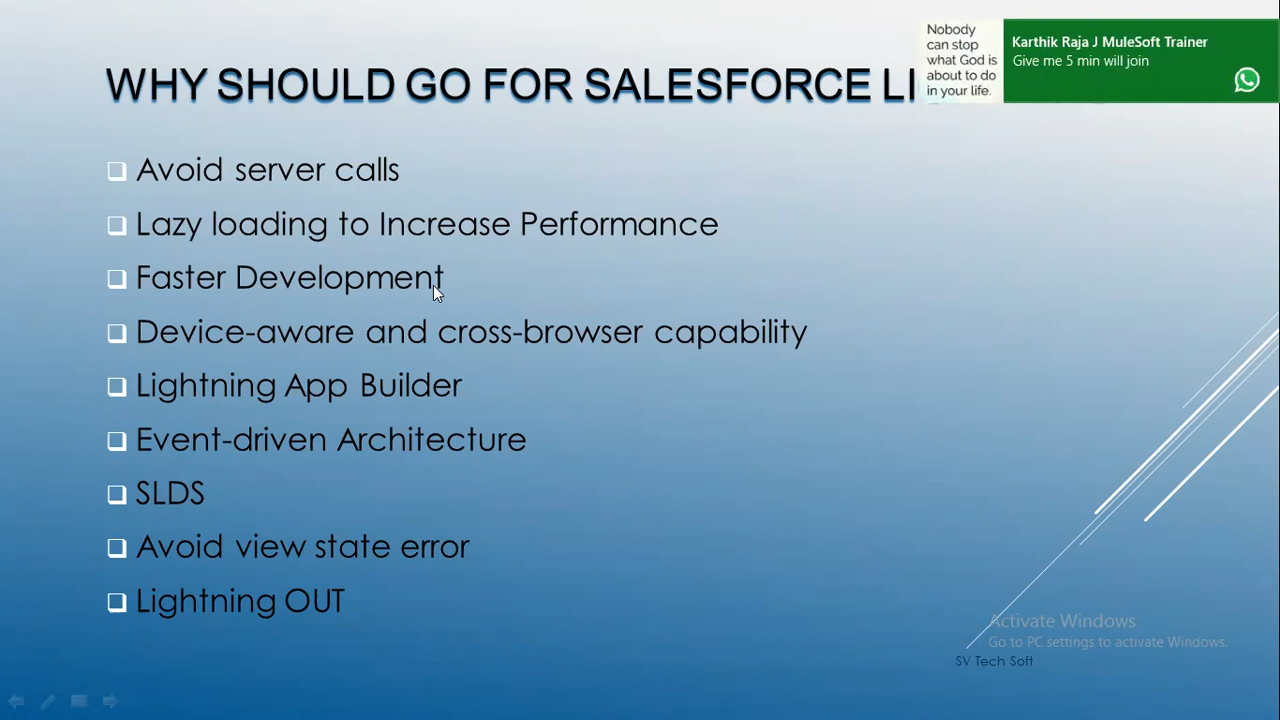 WHY SHOULD GO FOR SALESFORCE
Nobody
can stop
what God is
about to do
in your life.
Karthik Raja J MuleSoft Trainer
Give me 5 min will join
Avoid server calls
Lazy loading to Increase Performance
Faster Development
Device-aware and cross-browser capability
Lightning App Builder
Event-driven Architecture
SLDS
Avoid view state error
Lightning OUT
Activate Windows
Go to PC settings to activate Windows.
SV Tech Soft